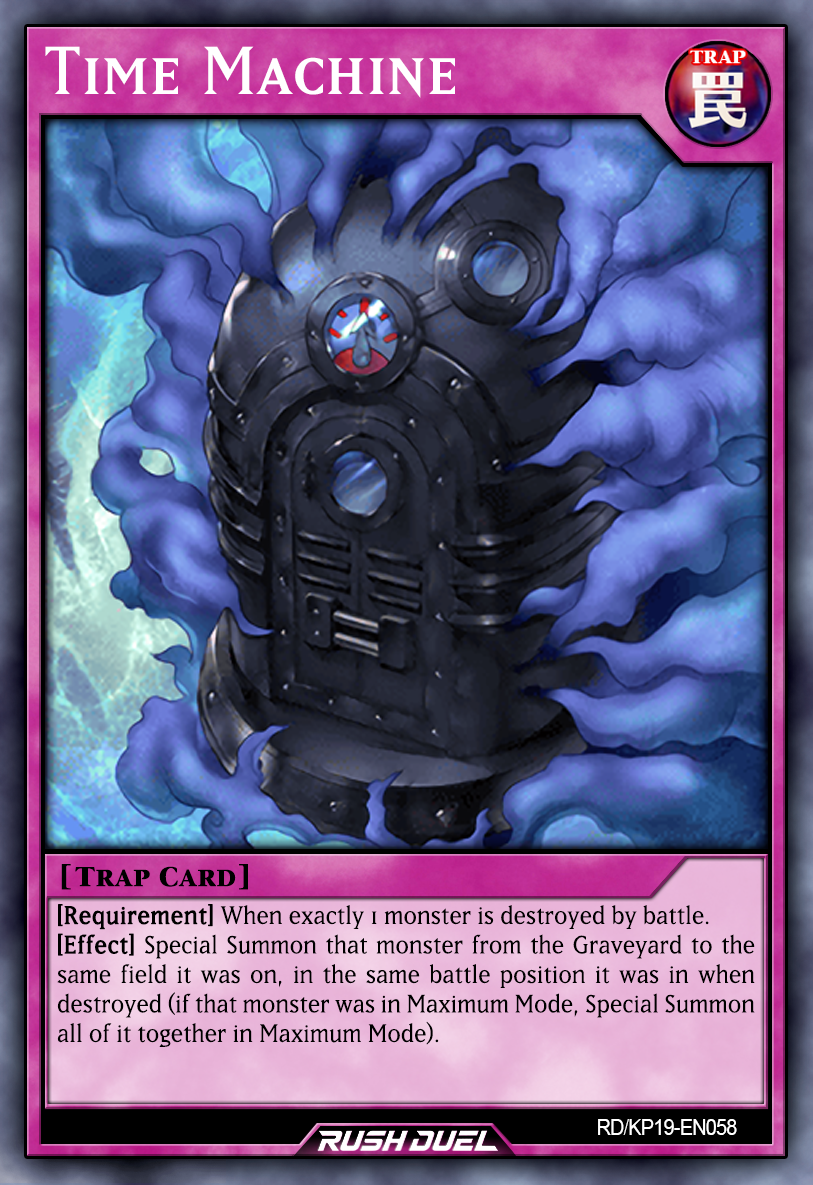 TIME MACHINE
TRAP
罠
[TRAP CARD]
[Requirement] When exactly 1 monster is destroyed by battle.
[Effect] Special Summon that monster from the Graveyard to the
same field it was on, in the same battle position it was in when
destroyed (if that monster was in Maximum Mode, Special Summon
all of it together in Maximum Mode).
RD/KP19-EN058
RUSH DUEL